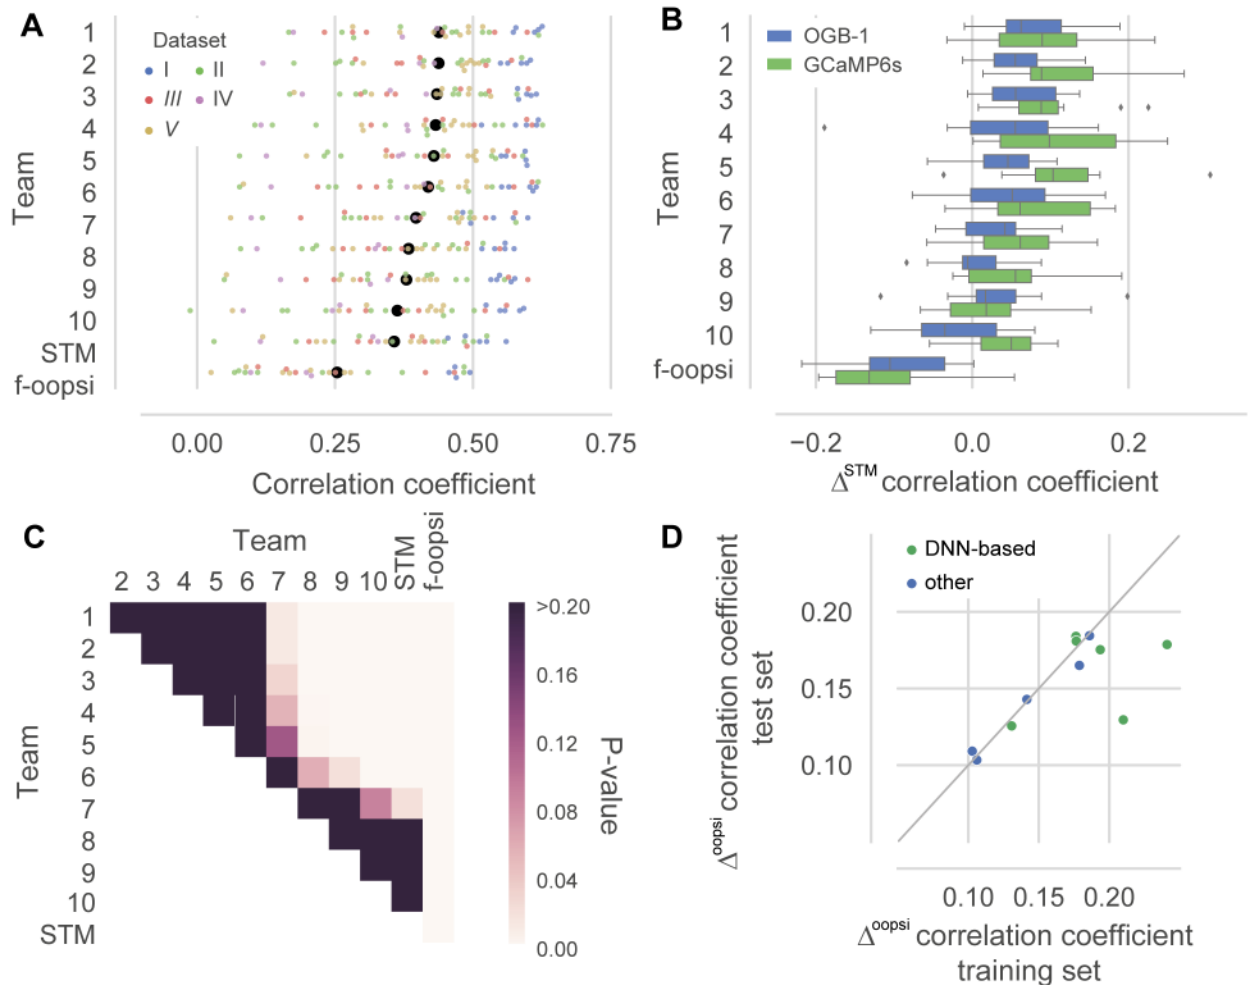 A
Dataset
I
II
III
IV
V
Team
1
2
3
4
5
6
7
8
9
10
STM
f-oopsi
0.00
0.25
0.50
0.75
Correlation coefficient
B
OGB-1
GCaMP6s
Team
1
2
3
4
5
6
7
8
9
10
f-oopsi
−0.2
0.0
0.2
ΔSTM correlation coefficient
C
Team
2 3 4 5 6 7 8 9 10 STM f-oopsi
Team
1
2
3
4
5
6
7
8
9
10
STM
>0.20
0.16
0.12
0.08
0.04
0.00
P-value
D
DNN-based
other
Δoopsi correlation coefficient
test set
0.20
0.15
0.10
0.10 0.15 0.20
Δoopsi correlation coefficient
training set